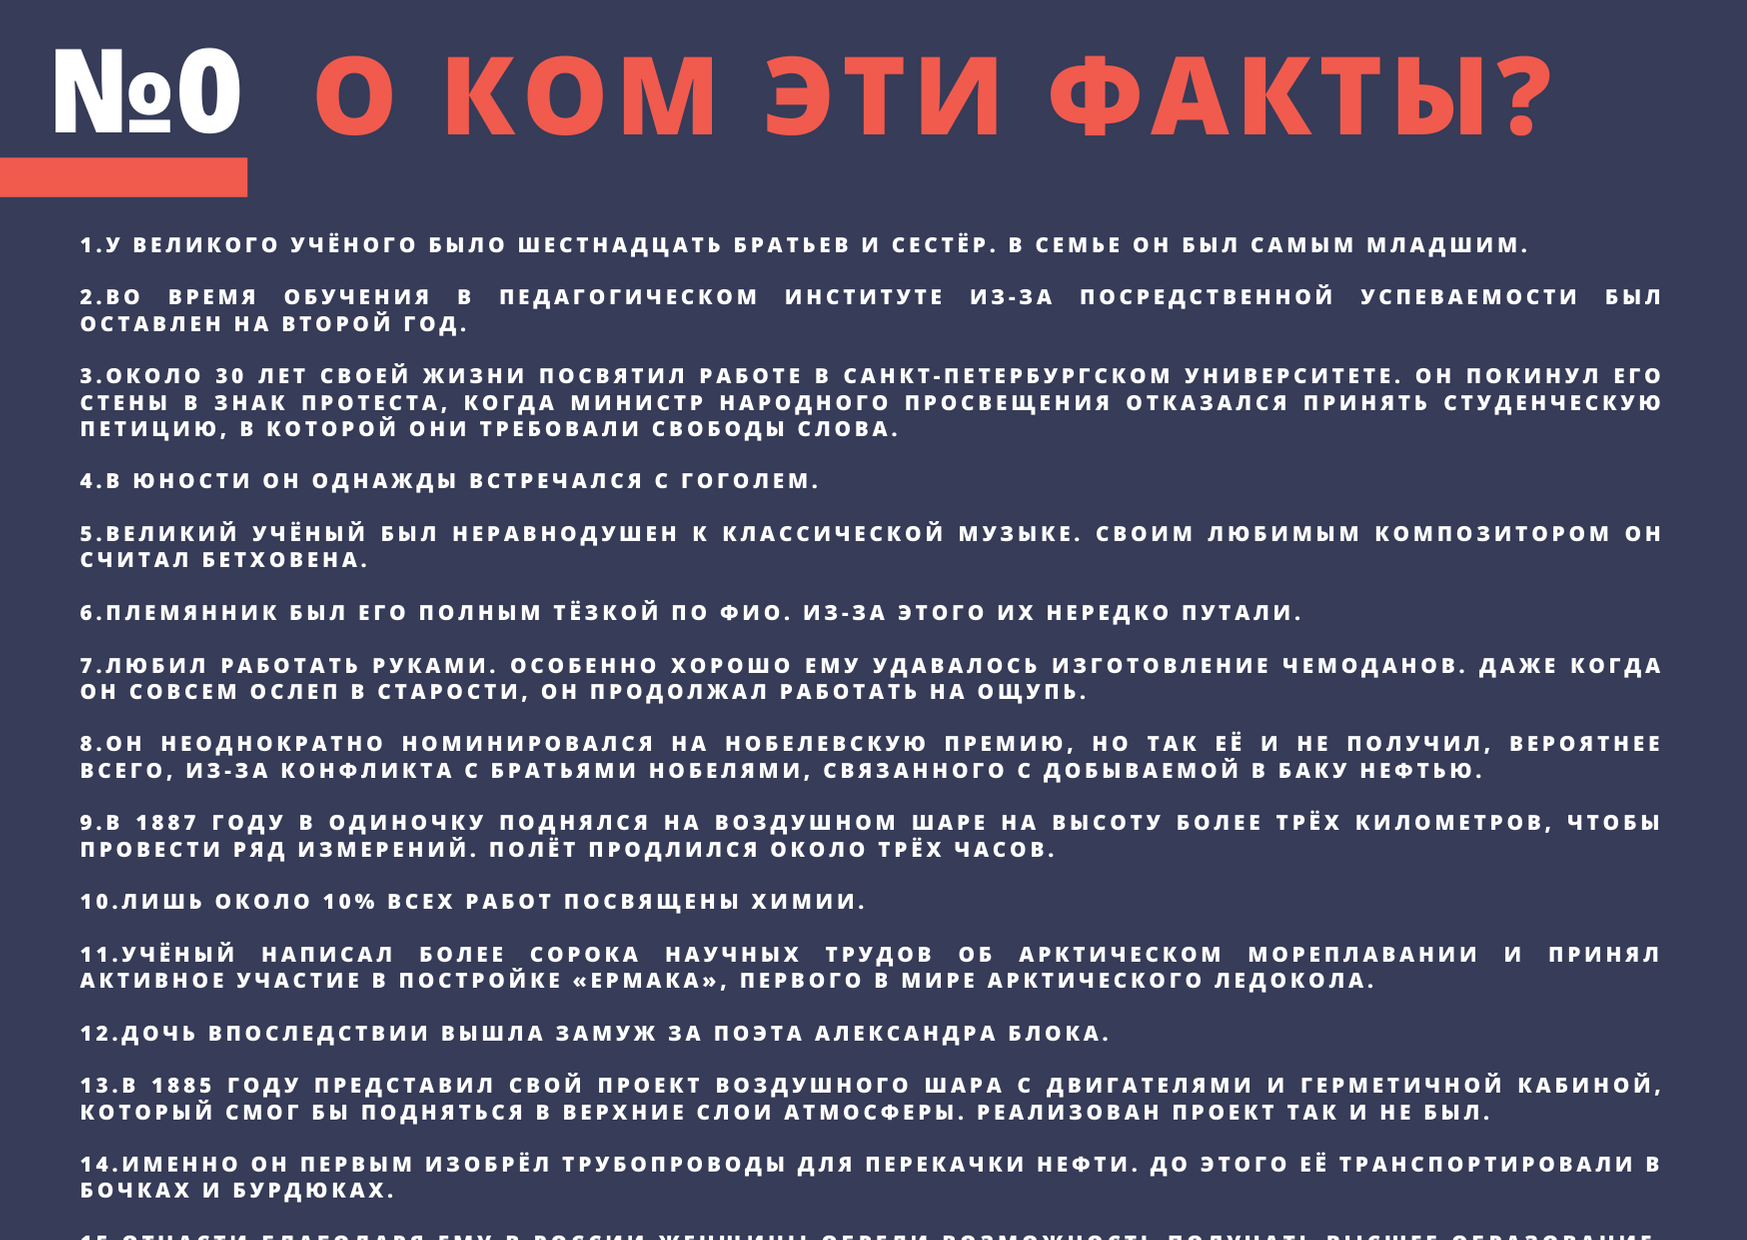 №0 О КОМ ЭТИ ФАКТЫ?
1.У ВЕЛИКОГО УЧЁНОГО БЫЛО ШЕСТНАДЦАТЬ БРАТЬЕВ И СЕСТЁР. В СЕМЬЕ ОН БЫЛ САМЫМ МЛАДШИМ.
2.ВО ВРЕМЯ ОБУЧЕНИЯ В ПЕДАГОГИЧЕСКОМ ИНСТИТУТЕ ИЗ-ЗА ПОСРЕДСТВЕННОЙ УСПЕВАЕМОСТИ БЫЛ
ОСТАВЛЕН НА ВТОРОЙ ГОД.
3.ОКОЛО 30 ЛЕТ СВОЕЙ ЖИЗНИ ПОСВЯТИЛ РАБОТЕ В САНКТ-ПЕТЕРБУРГСКОМ УНИВЕРСИТЕТЕ. ОН ПОКИНУЛ ЕГО
СТЕНЫ В ЗНАК ПРОТЕСТА, КОГДА МИНИСТР НАРОДНОГО ПРОСВЕЩЕНИЯ ОТКАЗАЛСЯ ПРИНЯТЬ СТУДЕНЧЕСКУЮ
ПЕТИЦИЮ, В КОТОРОЙ ОНИ ТРЕБОВАЛИ СВОБОДЫ СЛОВА.
4.В ЮНОСТИ ОН ОДНАЖДЫ ВСТРЕЧАЛСЯ С ГОГОЛЕМ.
5.ВЕЛИКИЙ УЧЁНЫЙ БЫЛ НЕРАВНОДУШЕН К КЛАССИЧЕСКОЙ МУЗЫКЕ. СВОИМ ЛЮБИМЫМ КОМПОЗИТОРОМ ОН
СЧИТАЛ БЕТХОВЕНА.
6.ПЛЕМЯННИК БЫЛ ЕГО ПОЛНЫМ ТЁЗКОЙ ПО ФИО. ИЗ-ЗА ЭТОГО ИХ НЕРЕДКО ПУТАЛИ.
7.ЛЮБИЛ РАБОТАТЬ РУКАМИ. ОСОБЕННО ХОРОШО ЕМУ УДАВАЛОСЬ ИЗГОТОВЛЕНИЕ ЧЕМОДАНОВ. ДАЖЕ КОГДА
ОН СОВСЕМ ОСЛЕП В СТАРОСТИ, ОН ПРОДОЛЖАЛ РАБОТАТЬ НА ОЩУПЬ.
8.ОН НЕОДНОКРАТНО НОМИНИРОВАЛСЯ НА НОБЕЛЕВСКУЮ ПРЕМИЮ, НО ТАК ЕЁ И НЕ ПОЛУЧИЛ, ВЕРОЯТНЕЕ
ВСЕГО, ИЗ-ЗА КОНФЛИКТА С БРАТЬЯМИ НОБЕЛЯМИ, СВЯЗАННОГО С ДОБЫВАЕМОЙ В БАКУ НЕФТЬЮ.
9.В 1887 ГОДУ В ОДИНОЧКУ ПОДНЯЛСЯ НА ВОЗДУШНОМ ШАРЕ НА ВЫСОТУ БОЛЕЕ ТРЁХ КИЛОМЕТРОВ, ЧТОБЫ
ПРОВЕСТИ РЯД ИЗМЕРЕНИЙ. ПОЛЁТ ПРОДЛИЛСЯ ОКОЛО ТРЁХ ЧАСОВ.
10.ЛИШЬ ОКОЛО 10% ВСЕХ РАБОТ ПОСВЯЩЕНЫ ХИМИИ.
11.УЧЁНЫЙ НАПИСАЛ БОЛЕЕ СОРОКА НАУЧНЫХ ТРУДОВ ОБ АРКТИЧЕСКОМ МОРЕПЛАВАНИИ И ПРИНЯЛ
АКТИВНОЕ УЧАСТИЕ В ПОСТРОЙКЕ «ЕРМАКА», ПЕРВОГО В МИРЕ АРКТИЧЕСКОГО ЛЕДОКОЛА.
12.ДОЧЬ ВПОСЛЕДСТВИИ ВЫШЛА ЗАМУЖ ЗА ПОЭТА АЛЕКСАНДРА БЛОКА.
13.В 1885 ГОДУ ПРЕДСТАВИЛ СВОЙ ПРОЕКТ ВОЗДУШНОГО ШАРА С ДВИГАТЕЛЯМИ И ГЕРМЕТИЧНОЙ КАБИНОЙ,
КОТОРЫЙ СМОГ БЫ ПОДНЯТЬСЯ В ВЕРХНИЕ СЛОИ АТМОСФЕРЫ. РЕАЛИЗОВАН ПРОЕКТ ТАК И НЕ БЫЛ.
14.ИМЕННО ОН ПЕРВЫМ ИЗОБРЁЛ ТРУБОПРОВОДЫ ДЛЯ ПЕРЕКАЧКИ НЕФТИ. ДО ЭТОГО ЕЁ ТРАНСПОРТИРОВАЛИ В
БОЧКАХ И БУРДЮКАХ.